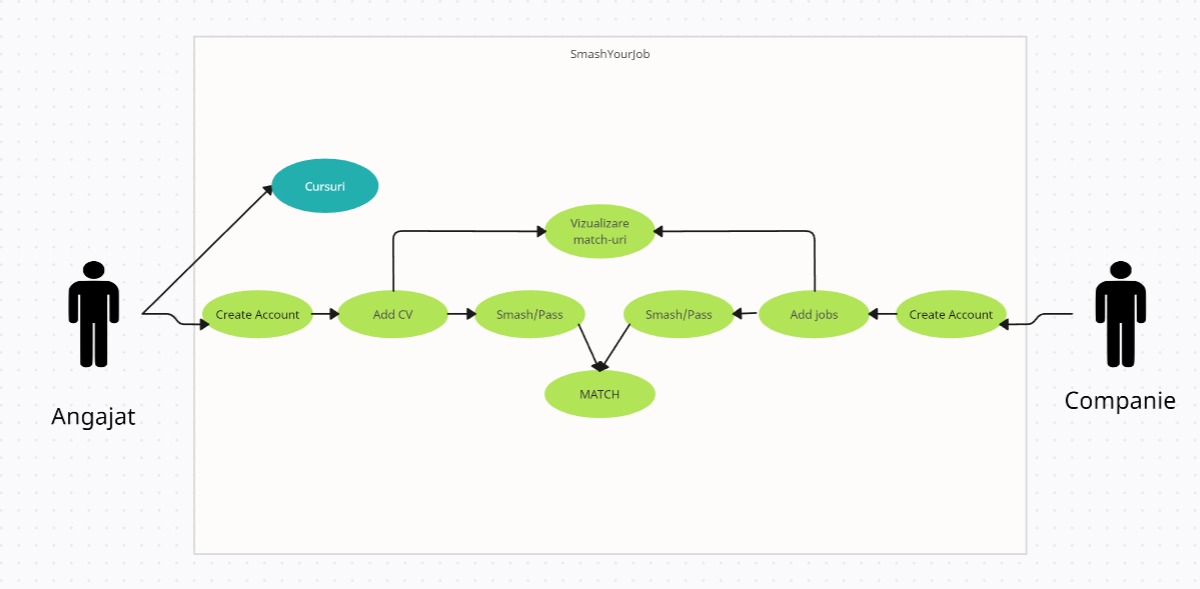 SmashYourJob
Cursuri
Vizualizare
match-uri
Create Account
Add CV
Smash/Pass
Smash/Pass
Add jobs
Create Account
MATCH
Angajat
Companie